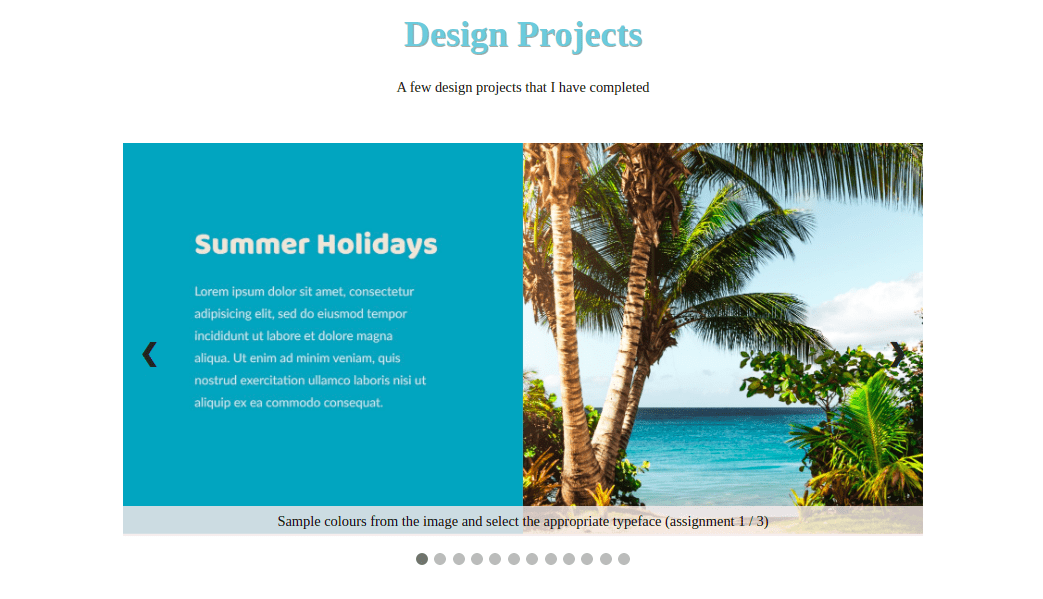 Design Projects
A few design projects that I have completed
Summer Holidays
Lorem ipsum dolor sit amet, consectetur
adipisicing elit, sed do eiusmod tempor
incididunt ut labore et dolore magna
aliqua. Ut enim ad minim veniam, quis
nostrud exercitation ullamco laboris nisi ut
aliquip ex ea commodo consequat.
Sample colours from the image and select the appropriate typeface (assignment 1 / 3)